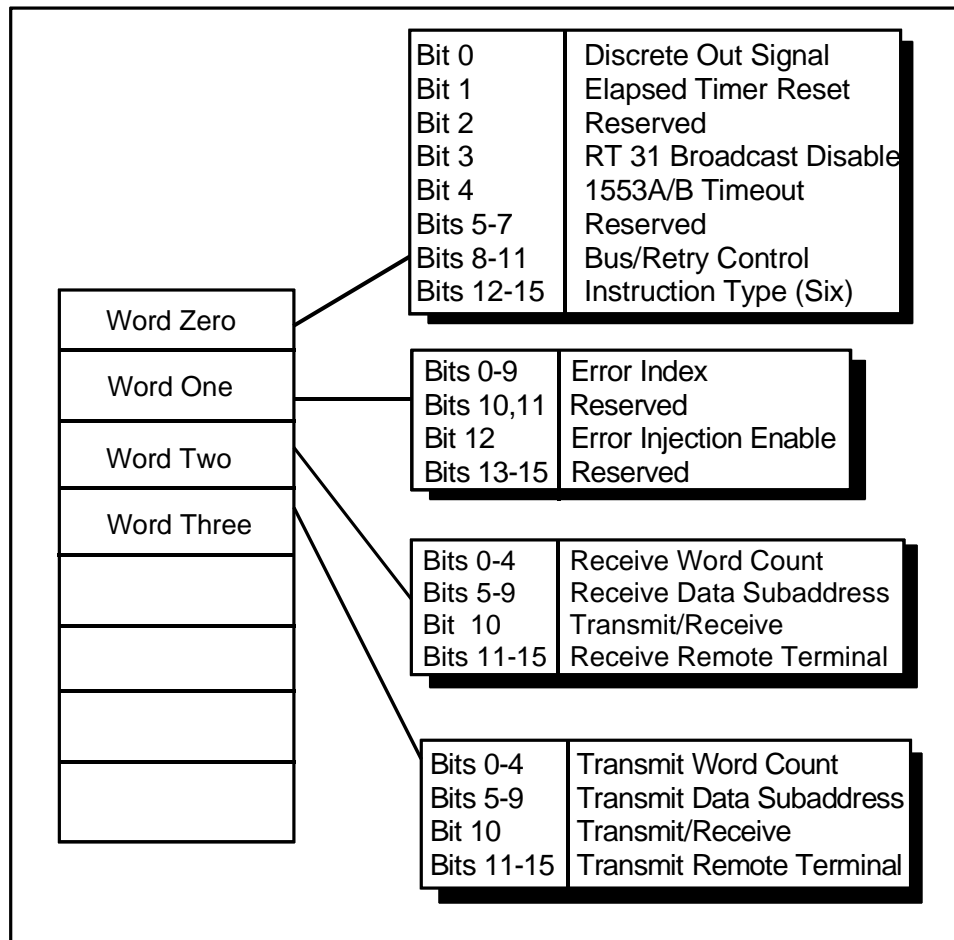 Bit 0 Discrete Out Signal
Bit 1 Elapsed Timer Reset
Bit 2 Reserved
Bit 3 RT 31 Broadcast Disable
Bit 4 1553A/B Timeout
Bits 5-7 Reserved
Bits 8-11 Bus/Retry Control
Bits 12-15 Instruction Type (Six)
Word Zero
Word One
Word Two
Word Three
Bits 0-9 Error Index
Bits 10,11 Reserved
Bit 12 Error Injection Enable
Bits 13-15 Reserved
Bits 0-4 Receive Word Count
Bits 5-9 Receive Data Subaddress
Bit 10 Transmit/Receive
Bits 11-15 Receive Remote Terminal
Bits 0-4 Transmit Word Count
Bits 5-9 Transmit Data Subaddress
Bit 10 Transmit/Receive
Bits 11-15 Transmit Remote Terminal